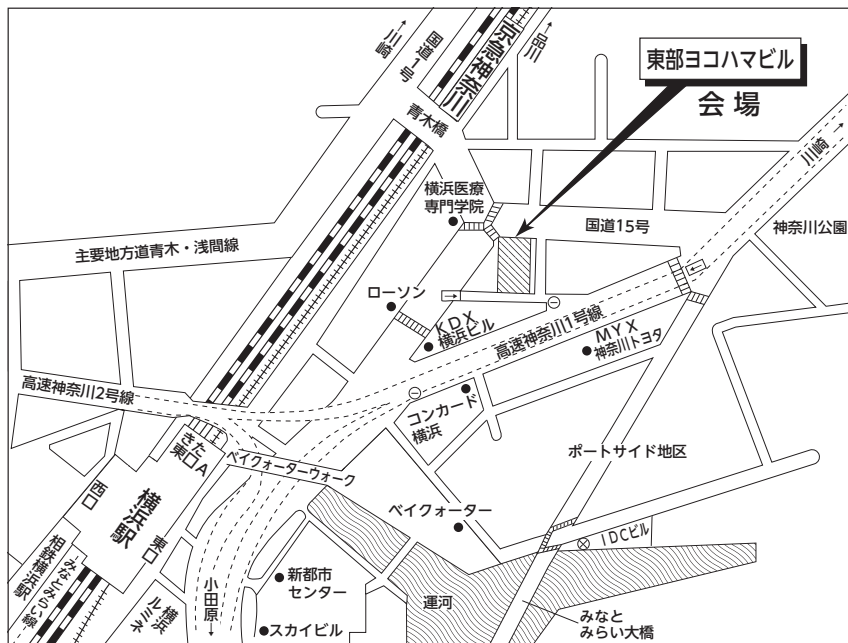 ↑川崎
国道1号
京急神奈川
↑品川
青木橋
東部ヨコハマビル
会場
川崎→
横浜医療
専門学院
国道15号
神奈川公園
主要地方道青木・浅間線
ローソン
→
KDX
横浜ビル
高速神奈川1号線
←
MYX
神奈川トヨタ
高速神奈川2号線
コンカード
横浜
きた
東口A
ベイクォーターウォーク
ポートサイド地区
西口
横浜駅
東口
ベイクォーター
IDCビル
相鉄横浜駅
みなとみらい線
小田原→
新都市
センター
運河
横浜
ルミネ
スカイビル
みなと
みらい大橋